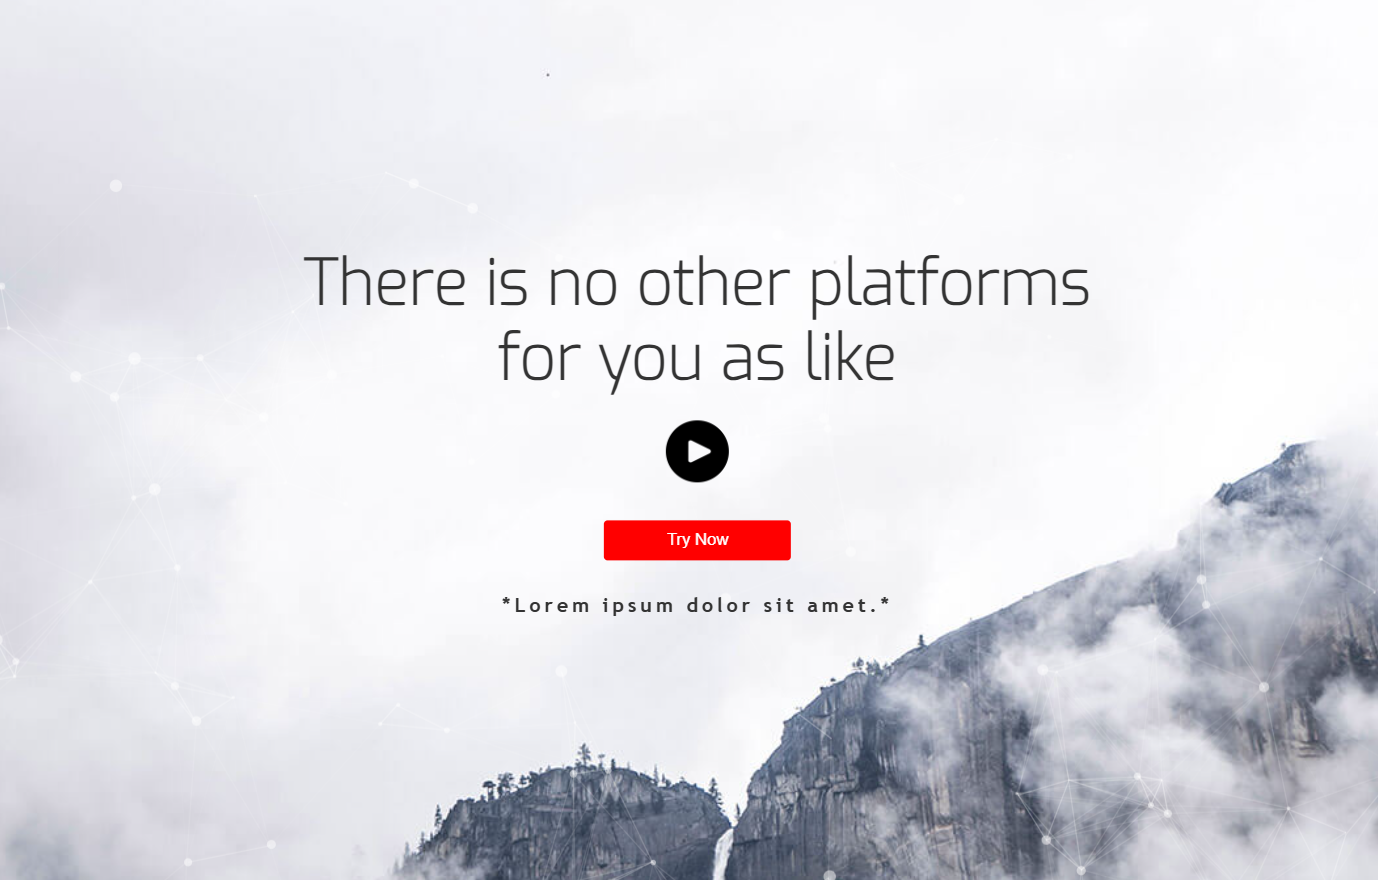 There is no other platforms
for you as like
Try Now
*Lorem ipsum dolor sit amet.*